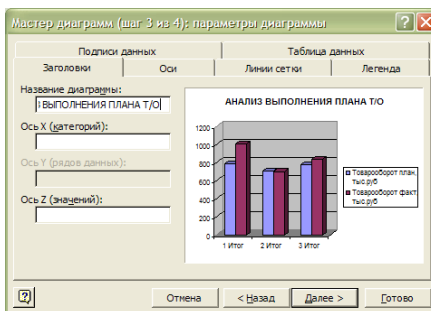 Мастер диаграмм (шаг 3 из 4): параметры диаграммы
Подписи данных
Таблица данных
Заголовки
Оси
Линии сетки
Легенда
Название диаграммы:
ВЫПОЛНЕНИЯ ПЛАНА Т/О
Ось X (категорий):
Ось Y (рядов данных):
Ось Z (значений):
АНАЛИЗ ВЫПОЛНЕНИЯ ПЛАНА Т/О
1200
1000
800
600
400
200
0
1 Итог
2 Итог
3 Итог
Товарооборот план,
тыс.руб
Товарооборот факт
тыс.руб
Отмена
< Назад
Далее >
Готово